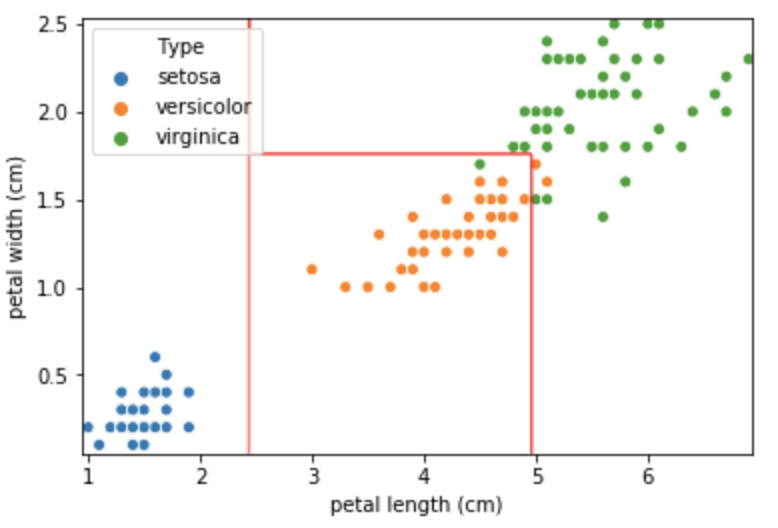 Type
setosa
versicolor
virginica
2.5
2.0
1.5
1.0
0.5
petal width (cm)
1 2 3 4 5 6
petal length (cm)